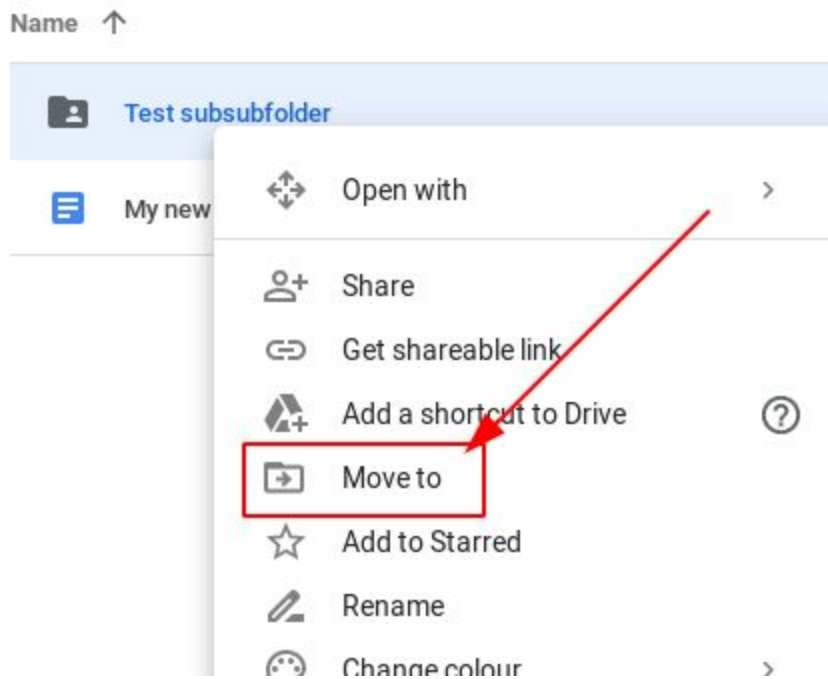 Name
Test subsubfolder
My new
Open with
Share
Get shareable link
Add a shortcut to Drive
Move to
Add to Starred
Rename
Change colour